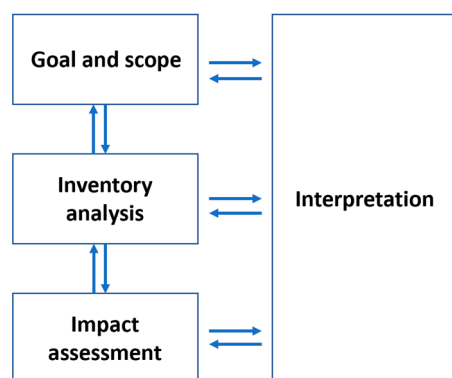 Goal and scope
Inventory
analysis
Interpretation
Impact
assessment